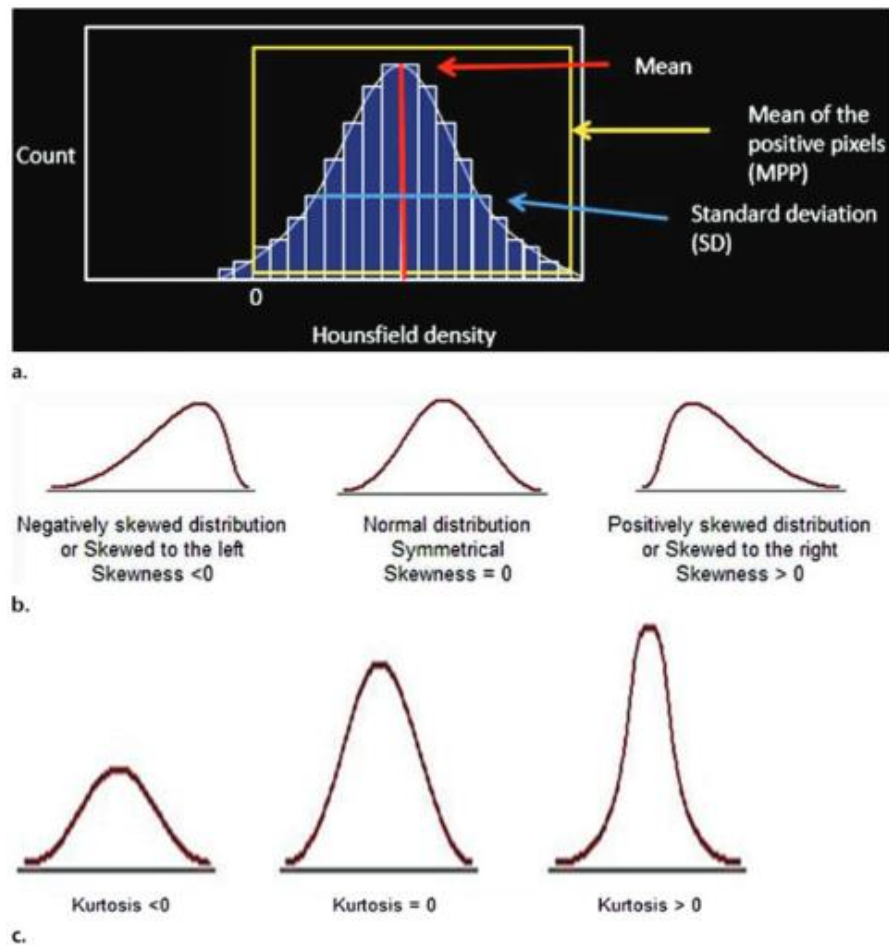 Mean
Mean of the
positive pixels
(MPP)
Count
Standard deviation
(SD)
0
Hounsfield density
a.
Negatively skewed distribution
or Skewed to the left
Skewness <0
Normal distribution
Symmetrical
Skewness = 0
Positively skewed distribution
or Skewed to the right
Skewness > 0
b.
Kurtosis <0
Kurtosis = 0
Kurtosis > 0
c.